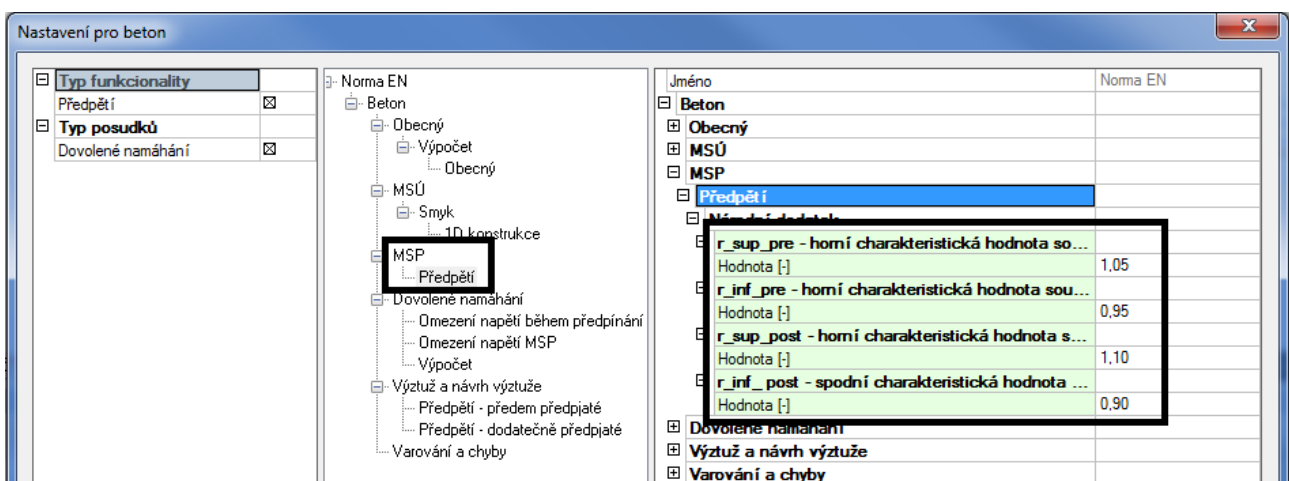 Nastavení pro beton
Typ funkcionality
Předpětí
Typ posudků
Dovolené namáhání
Norma EN
Beton
Obecný
Výpočet
Obecný
MSÚ
Smyk
1D konstrukce
MSP
Předpětí
Dovolené namáhání
Omezení napětí během předpínání
Omezení napětí MSP
Výpočet
Výztuž a návrh výztuže
Předpětí - předem předpjaté
Předpětí - dodatečně předpjaté
Varování a chyby
Jméno Norma EN
Beton
Obecný
MSÚ
MSP
Předpětí
Národní dodatek
r_sup_pre - horní charakteristická hodnota so...
Hodnota [-] 1,05
r_inf_pre - horní charakteristická hodnota sou...
Hodnota [-] 0,95
r_sup_post - horní charakteristická hodnota s...
Hodnota [-] 1,10
r_inf_ post - spodní charakteristická hodnota ...
Hodnota [-] 0,90
Dovolené namáhání
Výztuž a návrh výztuže
Varování a chyby